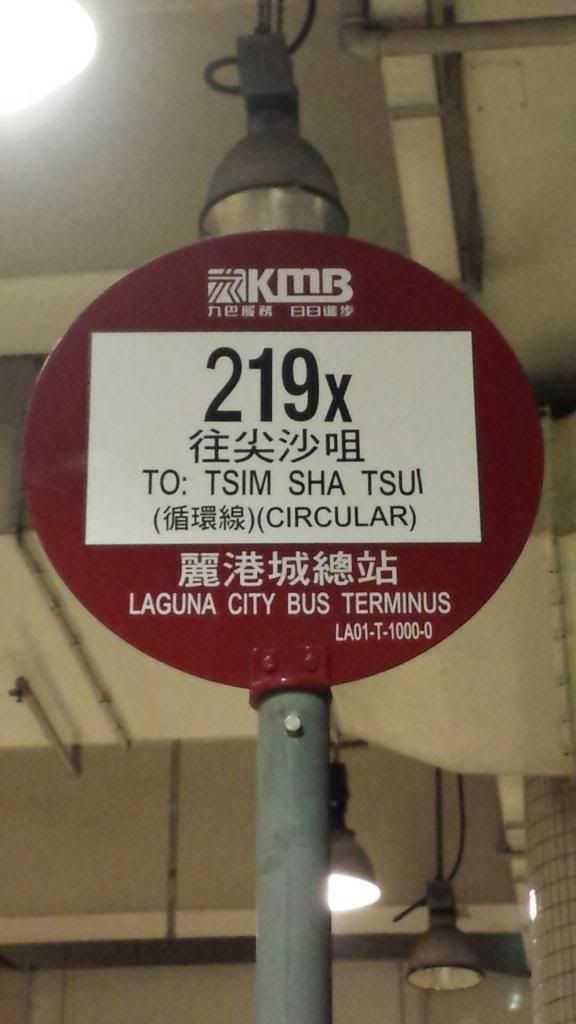 KMB
九巴服務 日日進步
219x
往尖沙咀
TO: TSIM SHA TSUI
(循環線)(CIRCULAR)
麗港城總站
LAGUNA CITY BUS TERMINUS
LA01-T-1000-0